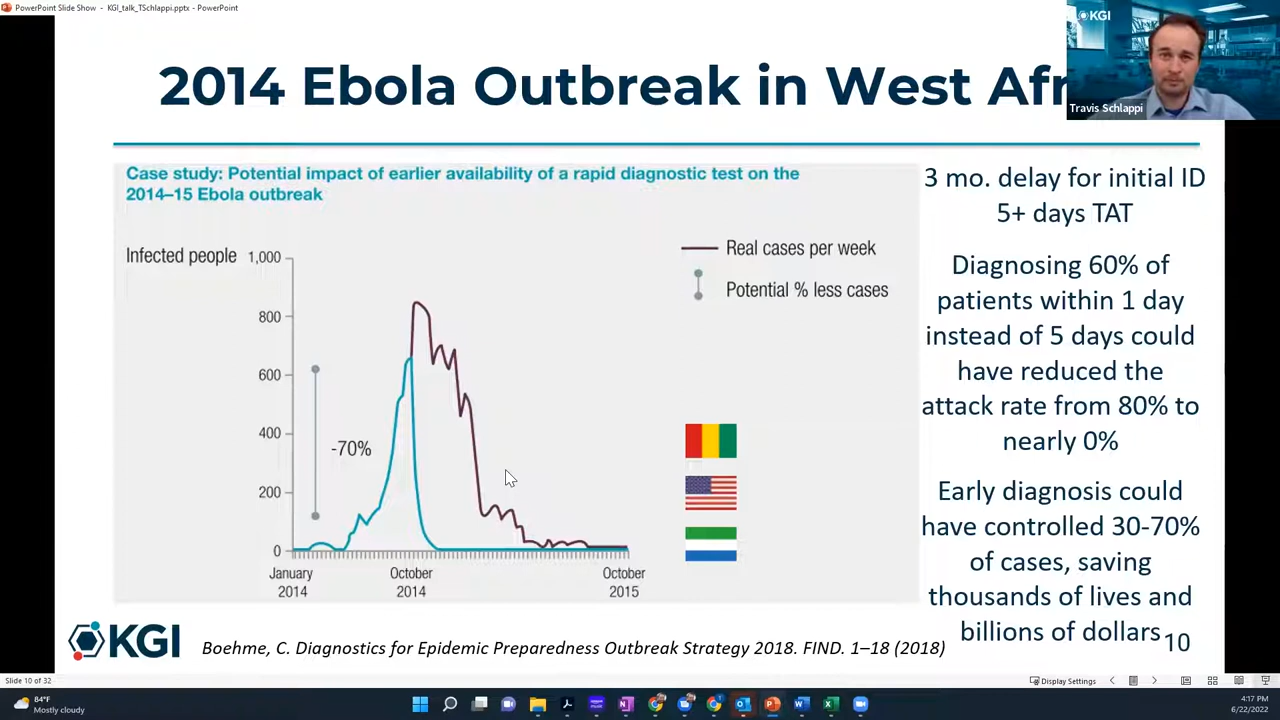 PowerPoint Slide Show - KGI_talk_TSchlappi.pptx - PowerPoint
KGI
Travis Schlappi
2014 Ebola Outbreak in West Afr
Case study: Potential impact of earlier availability of a rapid diagnostic test on the
2014–15 Ebola outbreak
Infected people
1,000
800
600
400
200
0
-70%
January
2014
October
2014
October
2015
Real cases per week
Potential % less cases
3 mo. delay for initial ID
5+ days TAT
Diagnosing 60% of
patients within 1 day
instead of 5 days could
have reduced the
attack rate from 80% to
nearly 0%
Early diagnosis could
have controlled 30-70%
of cases, saving
thousands of lives and
billions of dollars
10
KGI
Boehme, C. Diagnostics for Epidemic Preparedness Outbreak Strategy 2018. FIND. 1–18 (2018)
Slide 10 of 32
Display Settings
84°F
Mostly cloudy
4:17 PM
6/22/2022